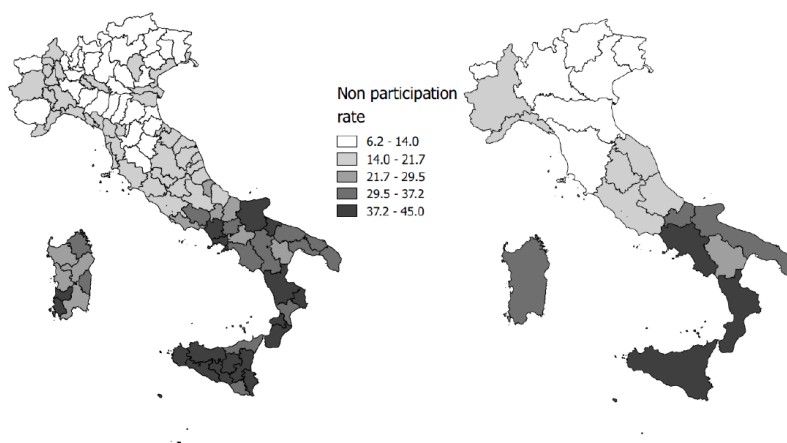 Non participation
rate
6.2 - 14.0
14.0 - 21.7
21.7 - 29.5
29.5 - 37.2
37.2 - 45.0